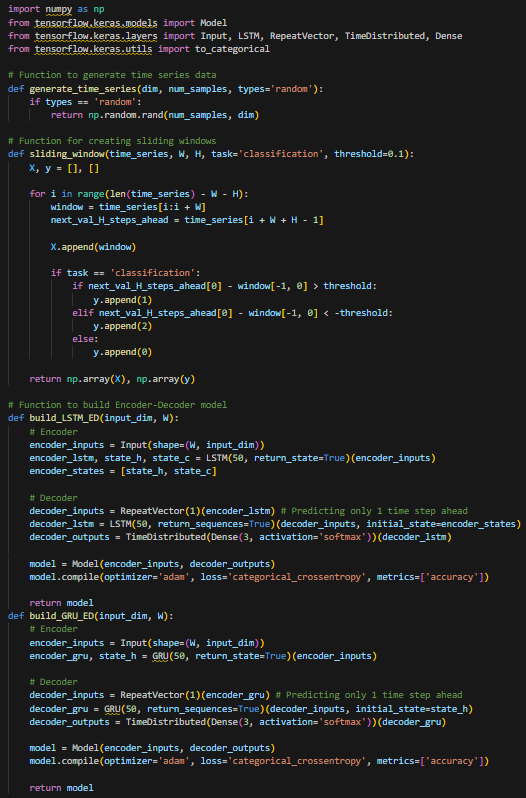 import numpy as np
from tensorflow.keras.models import Model
from tensorflow.keras.layers import Input, LSTM, RepeatVector, TimeDistributed, Dense
from tensorflow.keras.utils import to_categorical

# Function to generate time series data
def generate_time_series(dim, num_samples, types='random'):
    if types == 'random':
        return np.random.rand(num_samples, dim)

# Function for creating sliding windows
def sliding_window(time_series, W, H, task='classification', threshold=0.1):
    X, y = [], []

    for i in range(len(time_series) - W - H):
        window = time_series[i:i + W]
        next_val_H_steps_ahead = time_series[i + W + H - 1]

        X.append(window)

        if task == 'classification':
            if next_val_H_steps_ahead[0] - window[-1, 0] > threshold:
                y.append(1)
            elif next_val_H_steps_ahead[0] - window[-1, 0] < -threshold:
                y.append(2)
            else:
                y.append(0)

    return np.array(X), np.array(y)

# Function to build Encoder-Decoder model
def build_LSTM_ED(input_dim, W):
    # Encoder
    encoder_inputs = Input(shape=(W, input_dim))
    encoder_lstm, state_h, state_c = LSTM(50, return_state=True)(encoder_inputs)
    encoder_states = [state_h, state_c]

    # Decoder
    decoder_inputs = RepeatVector(1)(encoder_lstm) # Predicting only 1 time step ahead
    decoder_lstm = LSTM(50, return_sequences=True)(decoder_inputs, initial_state=encoder_states)
    decoder_outputs = TimeDistributed(Dense(3, activation='softmax'))(decoder_lstm)

    model = Model(encoder_inputs, decoder_outputs)
    model.compile(optimizer='adam', loss='categorical_crossentropy', metrics=['accuracy'])

    return model
def build_GRU_ED(input_dim, W):
    # Encoder
    encoder_inputs = Input(shape=(W, input_dim))
    encoder_gru, state_h = GRU(50, return_state=True)(encoder_inputs)

    # Decoder
    decoder_inputs = RepeatVector(1)(encoder_gru) # Predicting only 1 time step ahead
    decoder_gru = GRU(50, return_sequences=True)(decoder_inputs, initial_state=state_h)
    decoder_outputs = TimeDistributed(Dense(3, activation='softmax'))(decoder_gru)

    model = Model(encoder_inputs, decoder_outputs)
    model.compile(optimizer='adam', loss='categorical_crossentropy', metrics=['accuracy'])

    return model